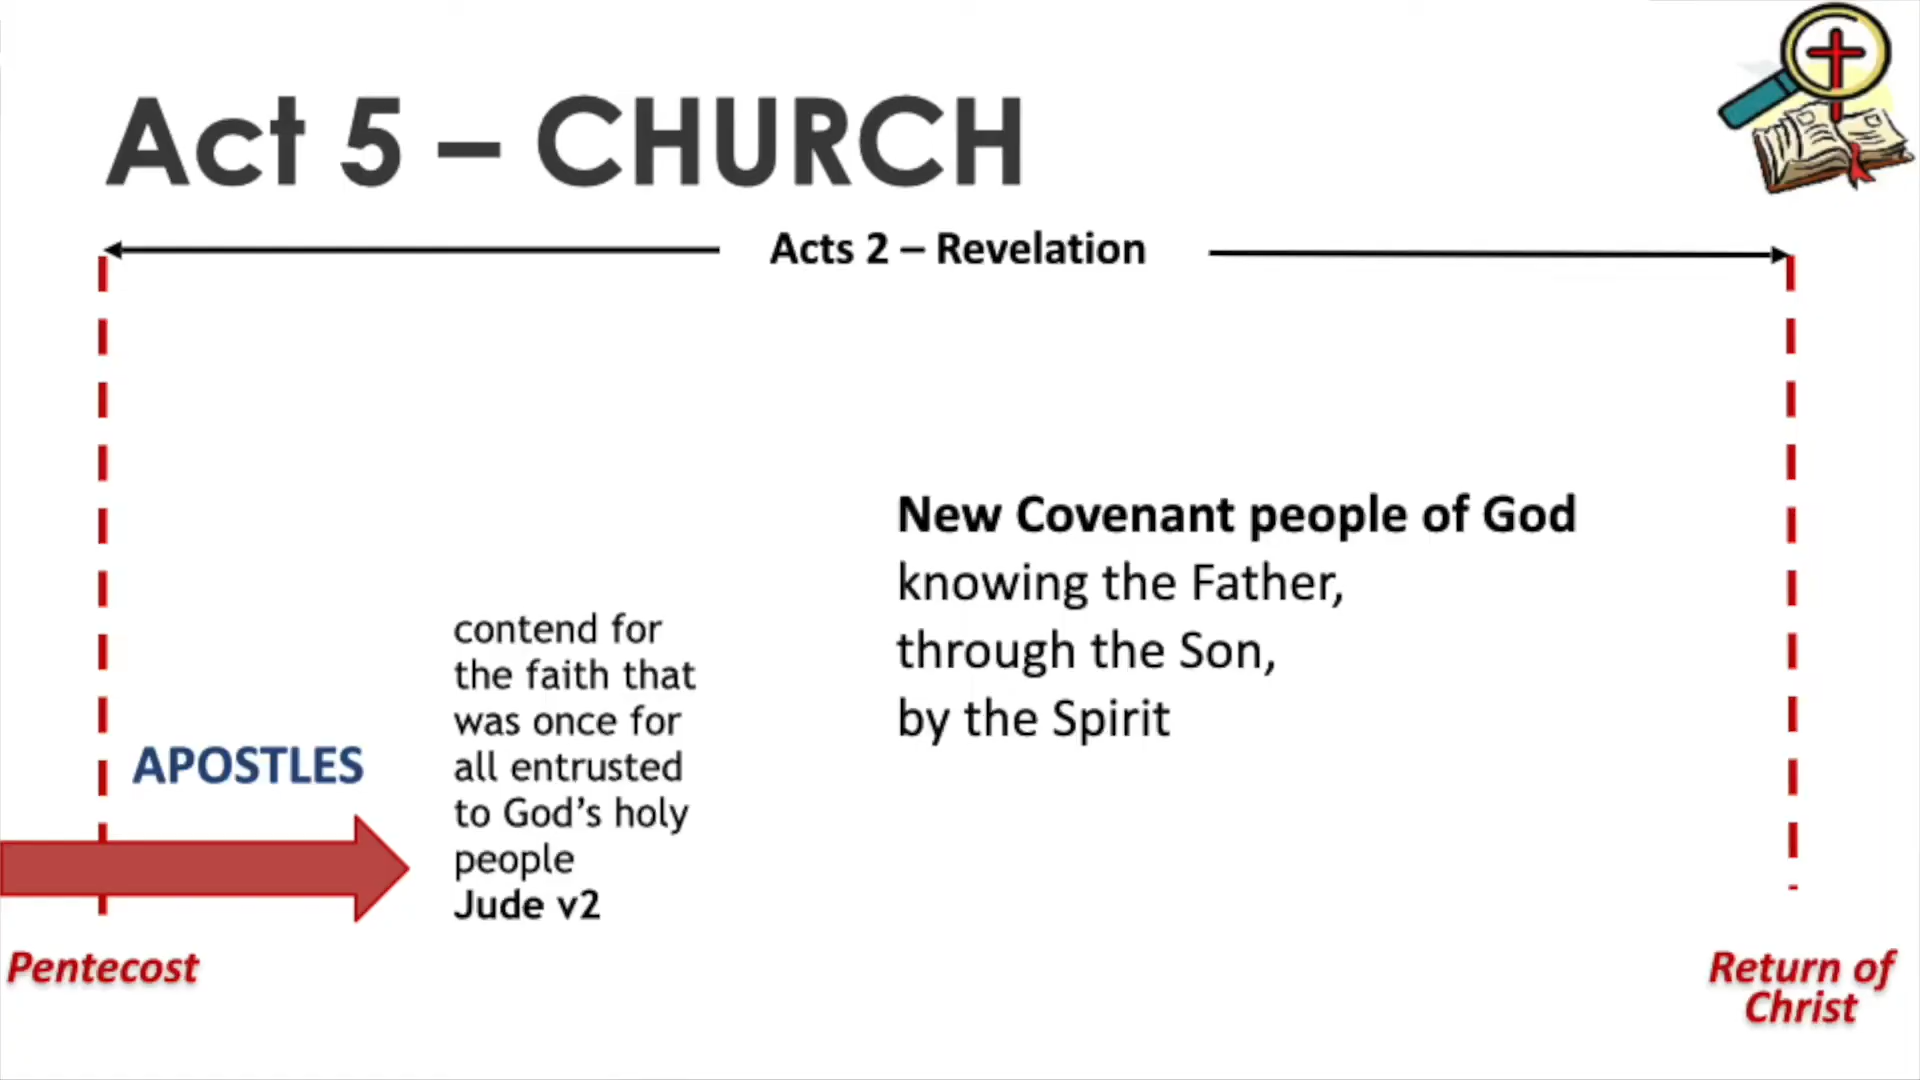 Act 5 – CHURCH
Acts 2 – Revelation
New Covenant people of God
knowing the Father,
through the Son,
by the Spirit
contend for
the faith that
was once for
all entrusted
to God’s holy
people
Jude v2
APOSTLES
Pentecost
Return of
Christ